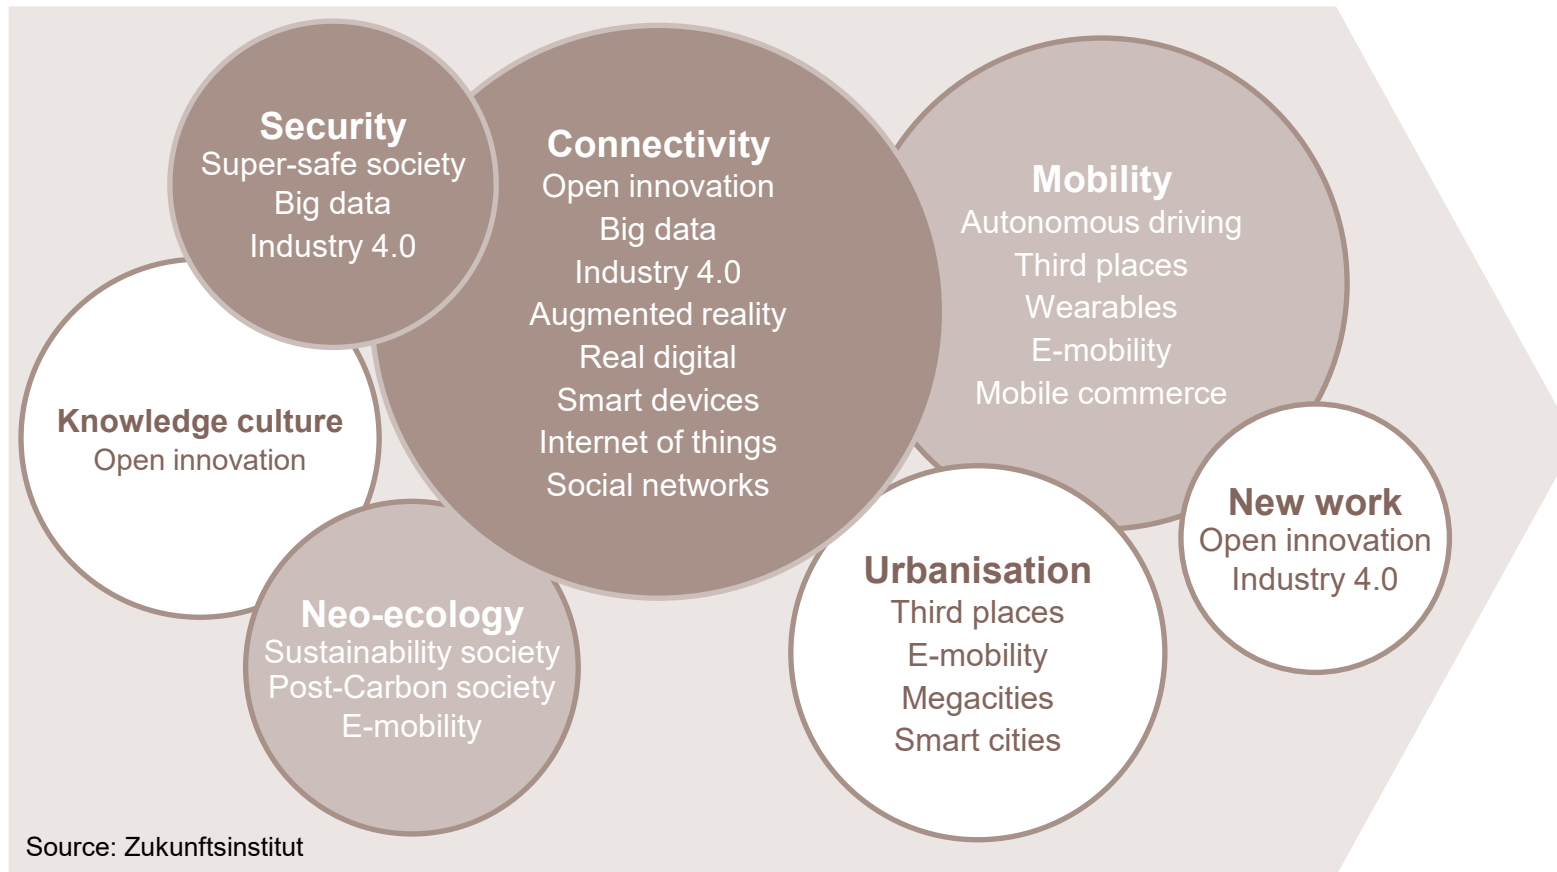 Security
Super-safe society
Big data
Industry 4.0
Connectivity
Open innovation
Big data
Industry 4.0
Augmented reality
Real digital
Smart devices
Internet of things
Social networks
Mobility
Autonomous driving
Third places
Wearables
E-mobility
Mobile commerce
Knowledge culture
Open innovation
Neo-ecology
Sustainability society
Post-Carbon society
E-mobility
Urbanisation
Third places
E-mobility
Megacities
Smart cities
New work
Open innovation
Industry 4.0
Source: Zukunftsinstitut